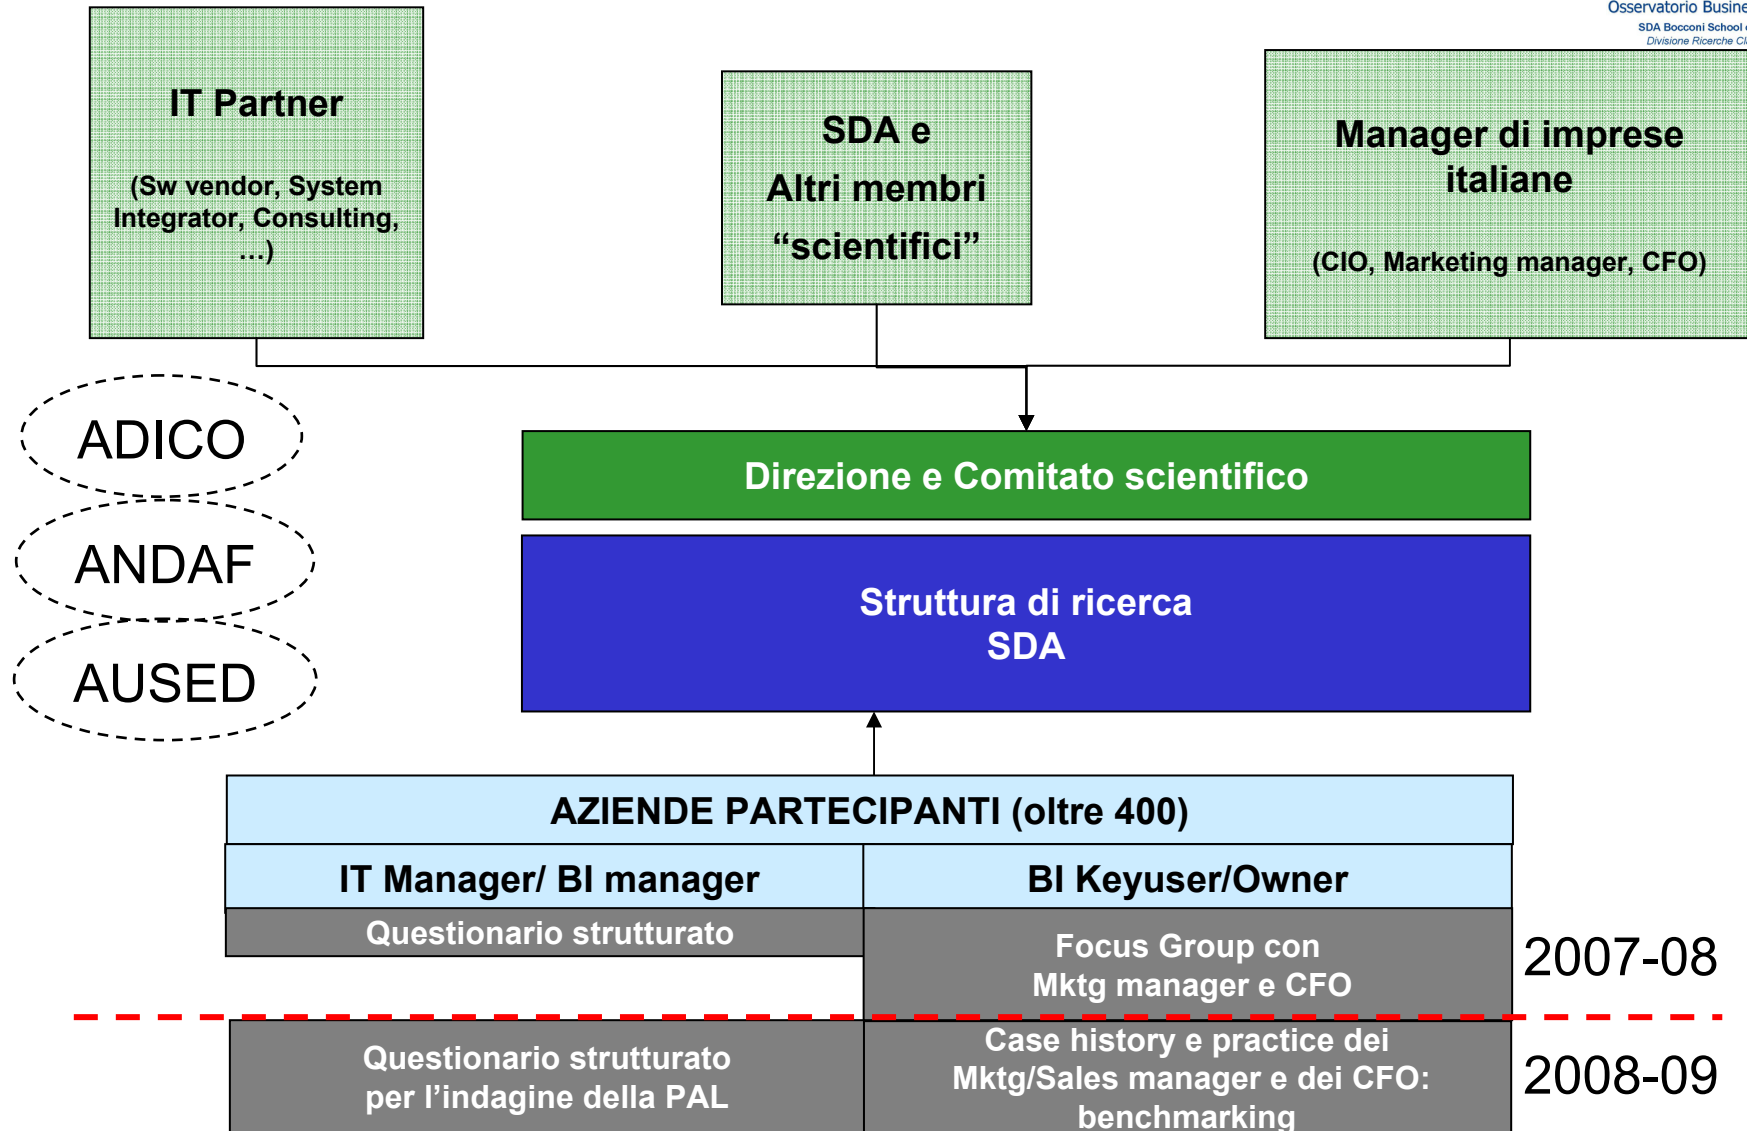 Osservatorio Busine
SDA Bocconi School
Divisione Ricerche Cl
IT Partner
(Sw vendor, System
Integrator, Consulting,
…)
SDA e
Altri membri
“scientifici”
Manager di imprese
italiane
(CIO, Marketing manager, CFO)
ADICO
ANDAF
AUSED
Direzione e Comitato scientifico
Struttura di ricerca
SDA
AZIENDE PARTECIPANTI (oltre 400)
IT Manager/ BI manager
BI Keyuser/Owner
Questionario strutturato
Focus Group con
Mktg manager e CFO
2007-08
Questionario strutturato
per l’indagine della PAL
Case history e practice dei
Mktg/Sales manager e dei CFO:
benchmarking
2008-09